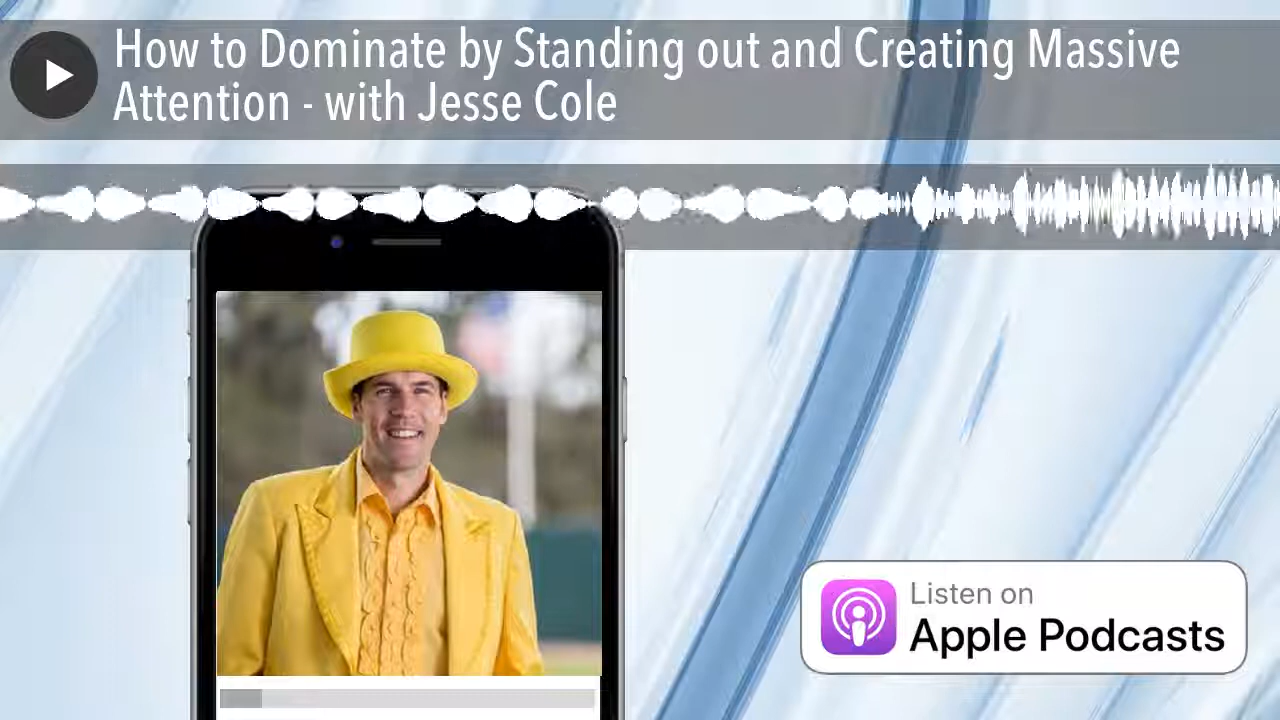 How to Dominate by Standing out and Creating Massive
Attention - with Jesse Cole
Listen on
Apple Podcasts